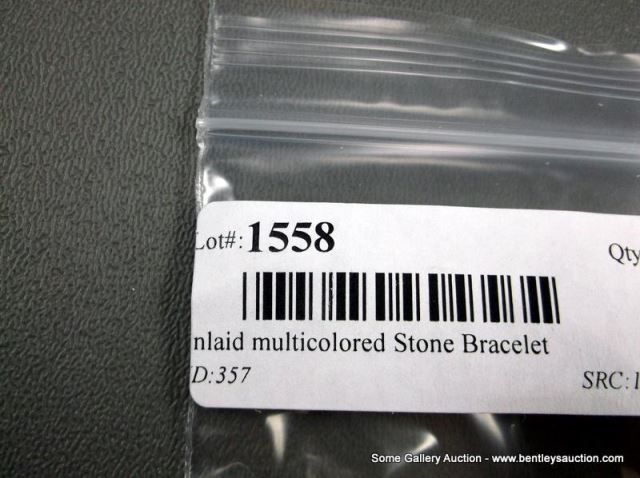 Lot#:1558 Qty
nlaid multicolored Stone Bracelet
D:357 SRC:1
Some Gallery Auction - www.bentleysauction.com